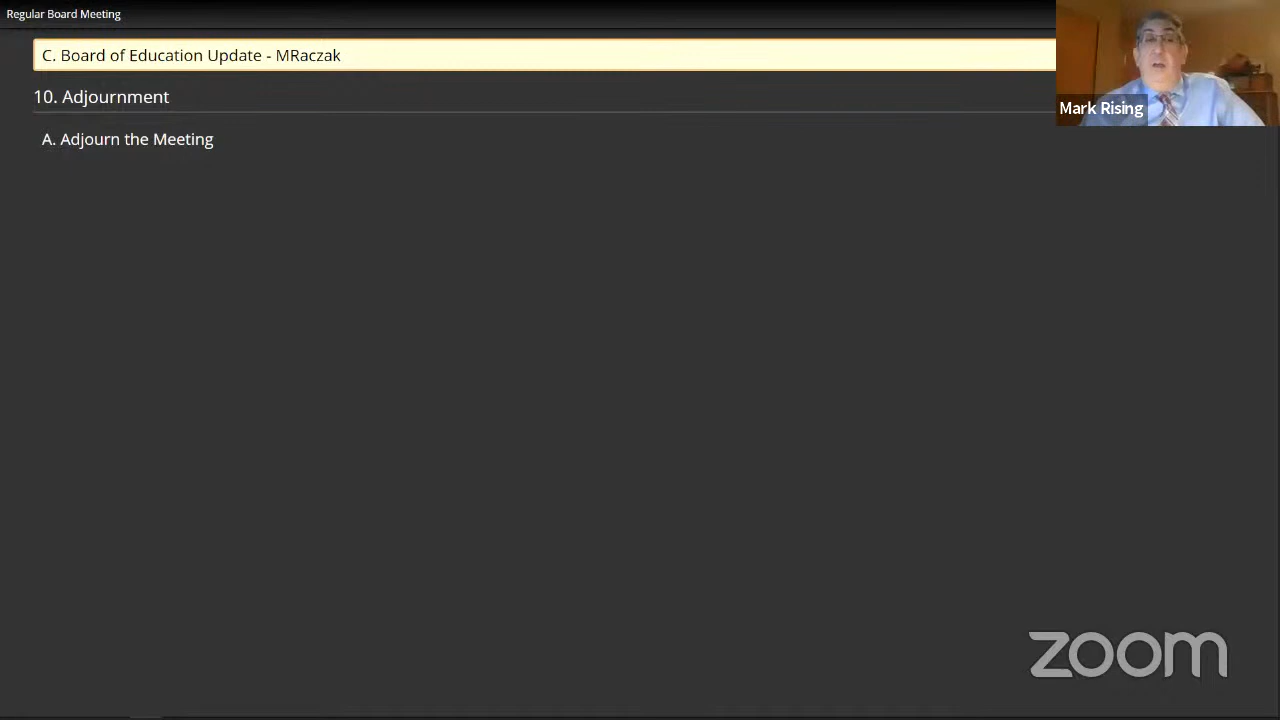 Regular Board Meeting
C. Board of Education Update - MRaczak
10. Adjournment
A. Adjourn the Meeting
Mark Rising
zoom